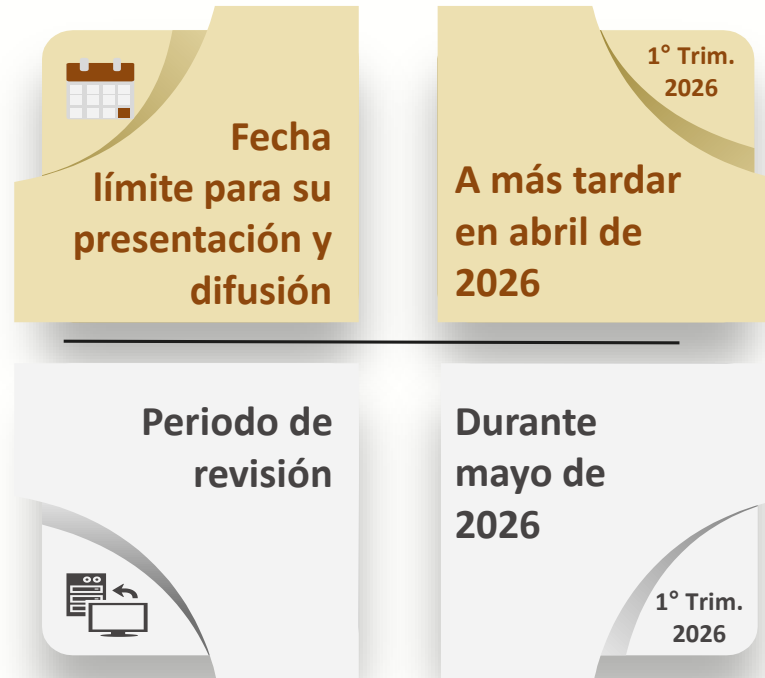 Fecha
límite para su
presentación y
difusión
1° Trim.
2026
A más tardar
en abril de
2026
Periodo de
revisión
Durante
mayo de
2026
1° Trim.
2026